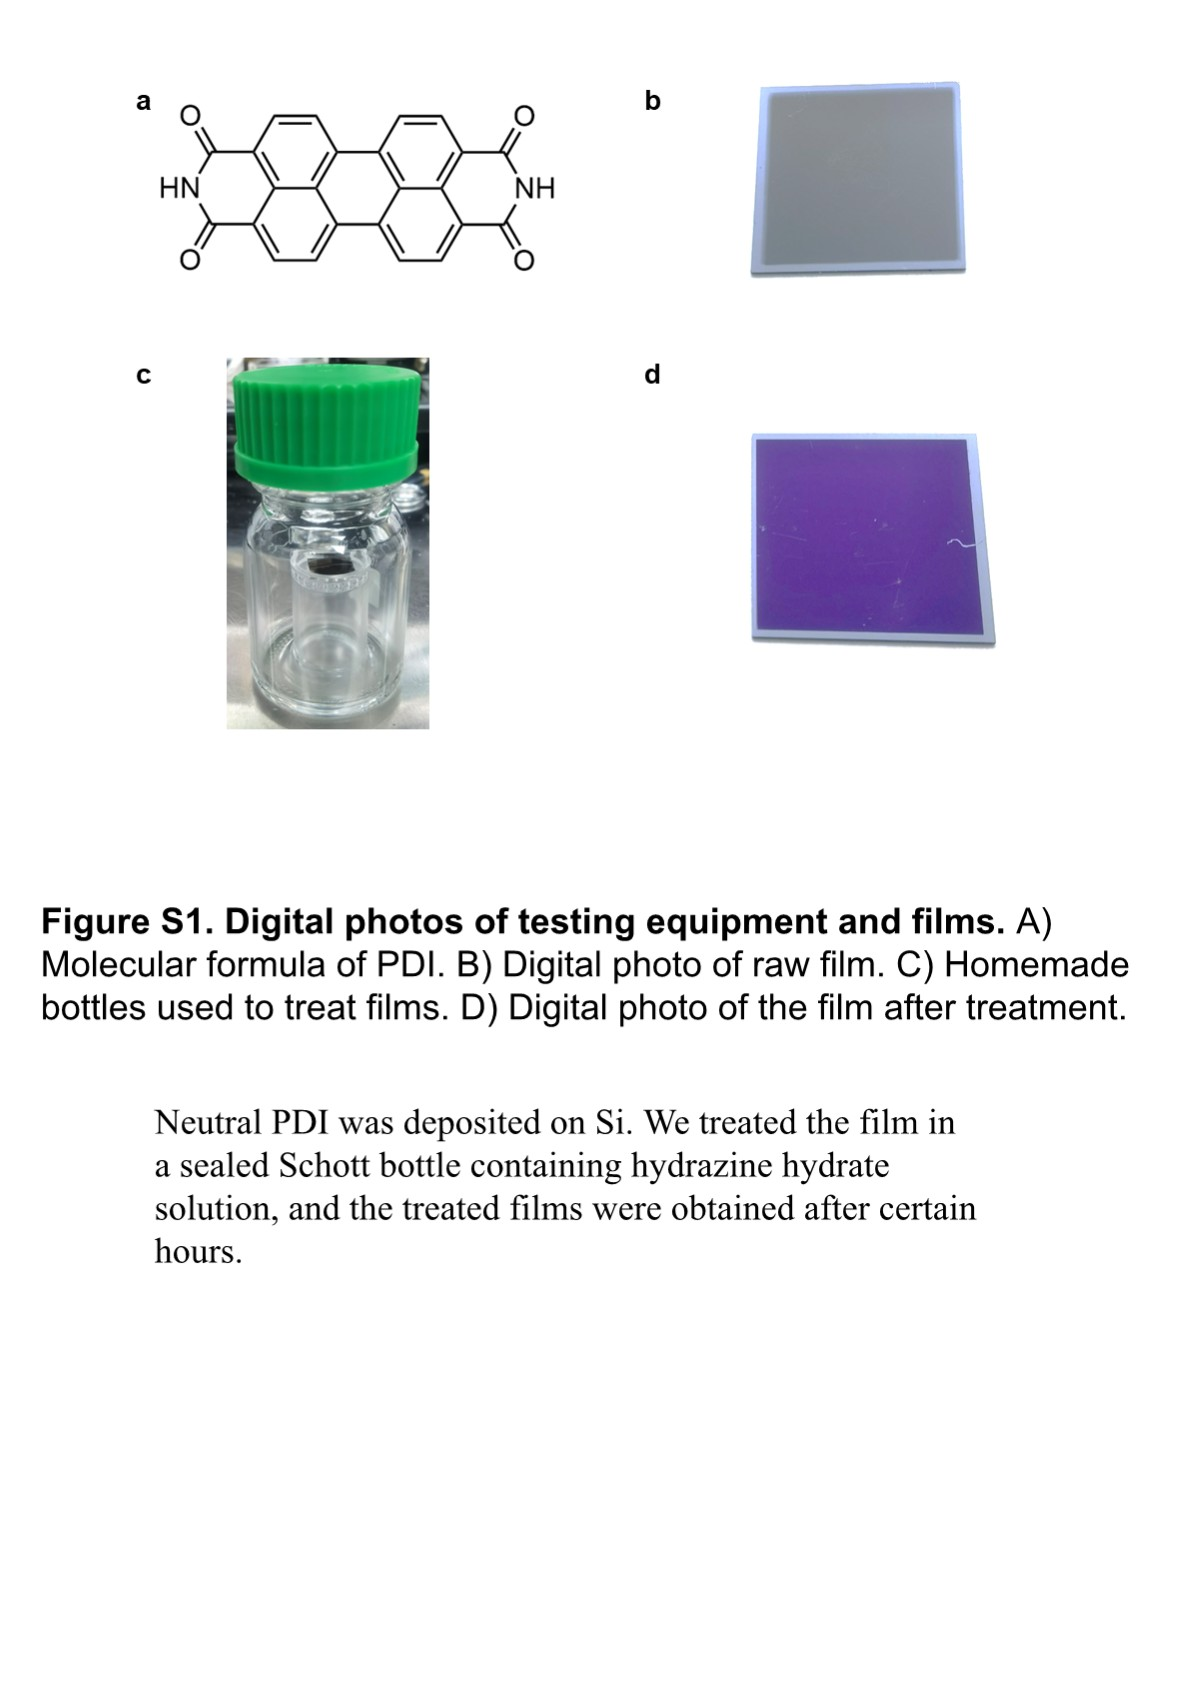 a
b
O
O
HN
NH
O
O
c
d
Figure S1. Digital photos of testing equipment and films. A)
Molecular formula of PDI. B) Digital photo of raw film. C) Homemade
bottles used to treat films. D) Digital photo of the film after treatment.
Neutral PDI was deposited on Si. We treated the film in
a sealed Schott bottle containing hydrazine hydrate
solution, and the treated films were obtained after certain
hours.